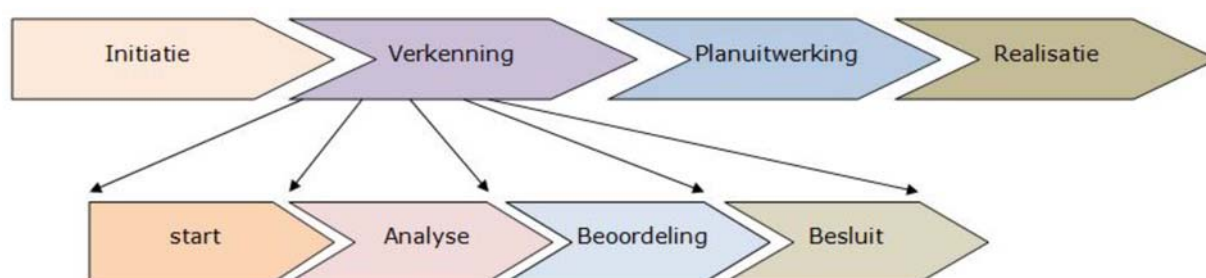 Initiatie
Verkenning
Planuitwerking
Realisatie
start
Analyse
Beoordeling
Besluit